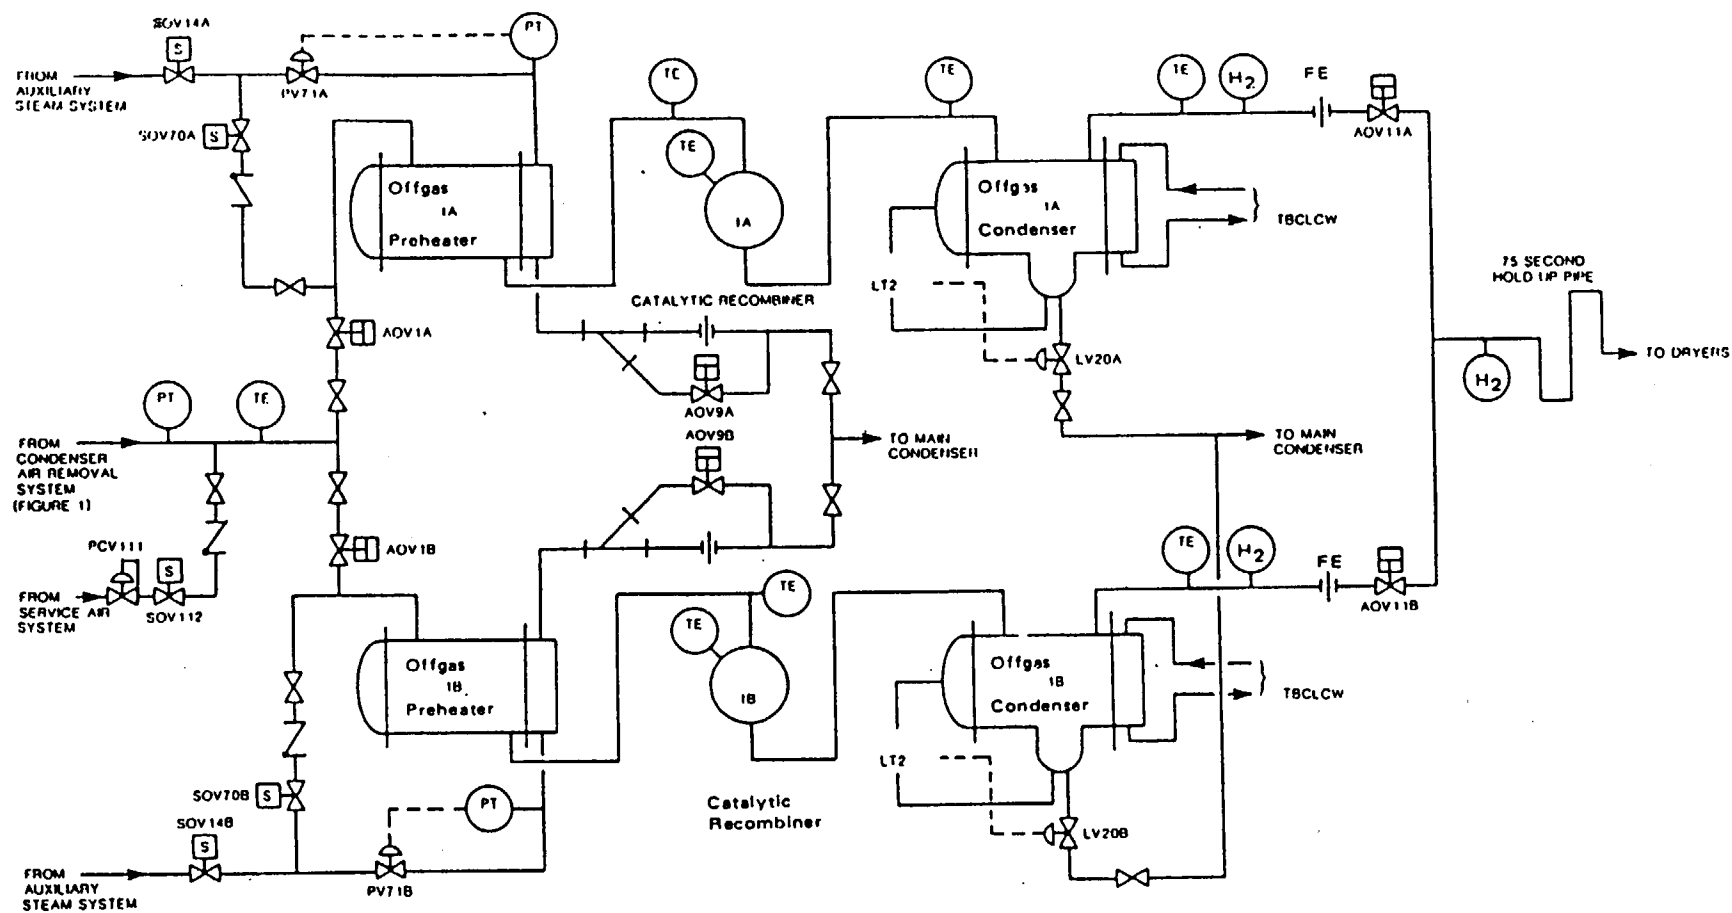 SOV14A
S
PT
FROM
AUXILIARY
STEAM SYSTEM
PV71A
SOV70A
S
TE
TE
TE
TE
H2
FE
AOV11A
Offgas
1A
Preheater
1A
Offgas
1A
Condenser
TBCLCW
75 SECOND
HOLD UP PIPE
LT2
CATALYTIC RECOMBINER
AOV1A
LV20A
TO DRYERS
H2
AOV9A
PT
TE
AOV9B
FROM
CONDENSER
AIR REMOVAL
SYSTEM
(FIGURE 1)
TO MAIN
CONDENSER
TO MAIN
CONDENSER
PCV111
S
AOV1B
TE
H2
FE
FROM
SERVICE AIR
SYSTEM
SOV112
AOV11B
TE
TE
Offgas
1B
Preheater
1B
Offgas
1B
Condenser
TBCLCW
LT2
SOV70B
S
PT
Catalytic
Recombiner
SOV14B
S
LV20B
FROM
AUXILIARY
STEAM SYSTEM
PV71B